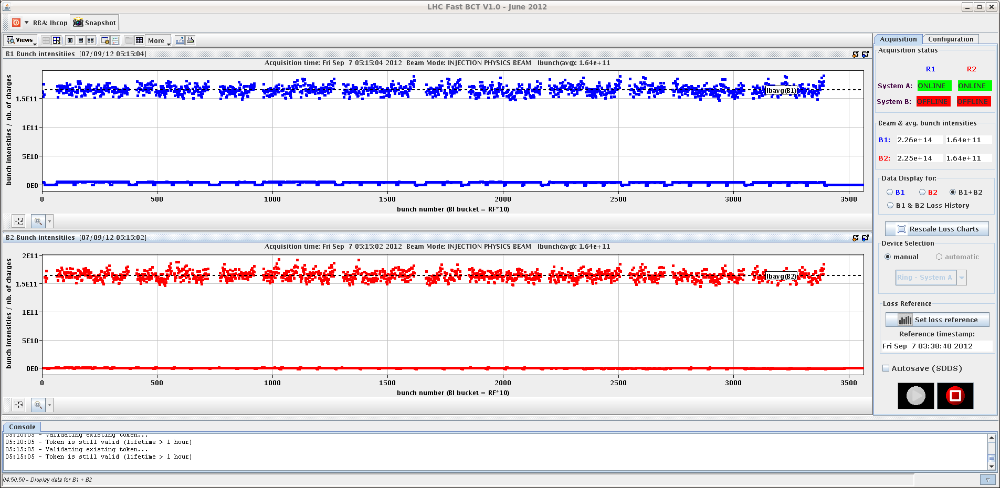 LHC Fast BCT V1.0 - June 2012
RBA: lhcop Snapshot
Views More
B1 Bunch intensitiies [07/09/12 05:15:04]
Acquisition time: Fri Sep 7 05:15:04 2012 Beam Mode: INJECTION PHYSICS BEAM Ibunch(avg): 1.64e+11
bunch intensities / nb. of charges
1.5E11
1E11
5E10
0E0
Ibavg(B1)
0 500 1000 1500 2000 2500 3000 3500
bunch number (BI bucket = RF*10)
B2 Bunch intensitiies [07/09/12 05:15:02]
Acquisition time: Fri Sep 7 05:15:02 2012 Beam Mode: INJECTION PHYSICS BEAM Ibunch(avg): 1.64e+11
bunch intensities / nb. of charges
2E11
1.5E11
1E11
5E10
0E0
Ibavg(B2)
0 500 1000 1500 2000 2500 3000 3500
bunch number (BI bucket = RF*10)
Acquisition Configuration
Acquisition status
R1 R2
System A: ONLINE ONLINE
System B: OFFLINE OFFLINE
Beam & avg. bunch intensities
B1: 2.26e+14 1.64e+11
B2: 2.25e+14 1.64e+11
Data Display for:
B1 B2 B1+B2
B1 & B2 Loss History
Rescale Loss Charts
Device Selection
manual automatic
Ring - System A
Loss Reference
Set loss reference
Reference timestamp:
Fri Sep 7 03:38:40 2012
Autosave (SDDS)
Console
05:10:05 - Validating existing token...
05:10:05 - Token is still valid (lifetime > 1 hour)
05:15:05 - Validating existing token...
05:15:05 - Token is still valid (lifetime > 1 hour)
04:50:50 - Display data for B1 + B2